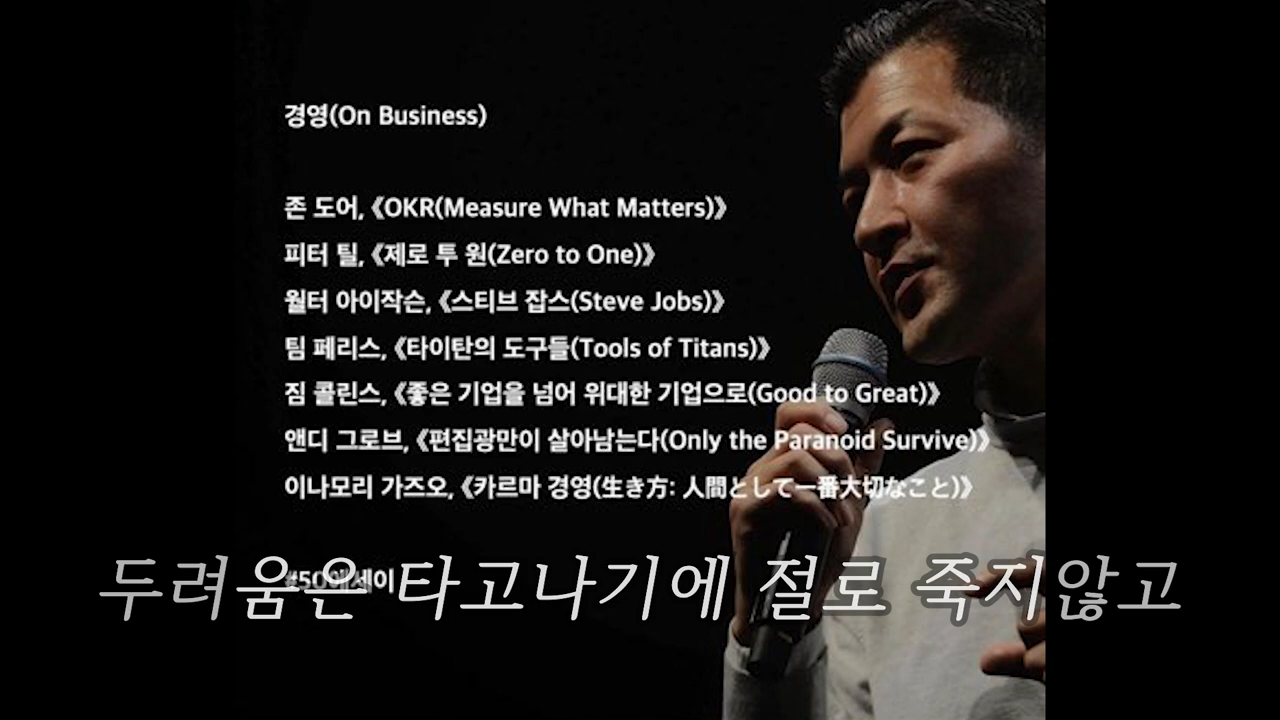 경영(On Business)
존 도어, 《OKR(Measure What Matters)》
피터 틸, 《제로 투 원(Zero to One)》
월터 아이작슨, 《스티브 잡스(Steve Jobs)》
팀 페리스, 《타이탄의 도구들(Tools of Titans)》
짐 콜린스, 《좋은 기업을 넘어 위대한 기업으로(Good to Great)》
앤디 그로브, 《편집광만이 살아남는다(Only the Paranoid Survive)》
이나모리 가즈오, 《카르마 경영(生き方: 人間として一番大切なこと)》
#50에세이
두려움은 타고나기에 절로 죽지않고